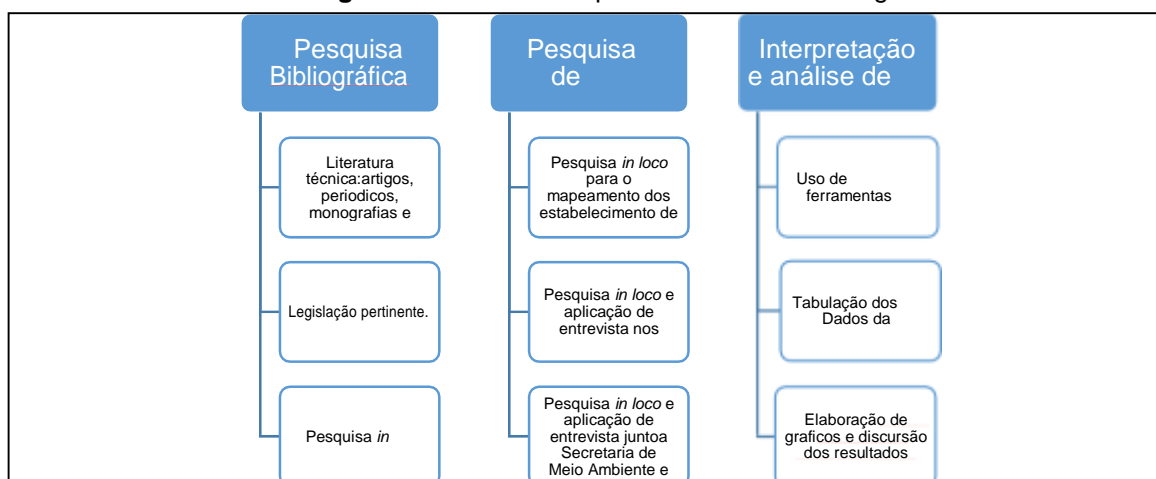 Pesquisa
Bibliográfica
Literatura
técnica:artigos,
periodicos,
monografias e
Legislação pertinente.
Pesquisa in
Pesquisa
de
Pesquisa in loco
para o
mapeamento dos
estabelecimento de
Pesquisa in loco e
aplicação de
entrevista nos
Pesquisa in loco e
aplicação de
entrevista juntoa
Secretaria de
Meio Ambiente e
Interpretação
e análise de
Uso de
ferramentas
Tabulação dos
Dados da
Elaboração de
graficos e discursão
dos resultados